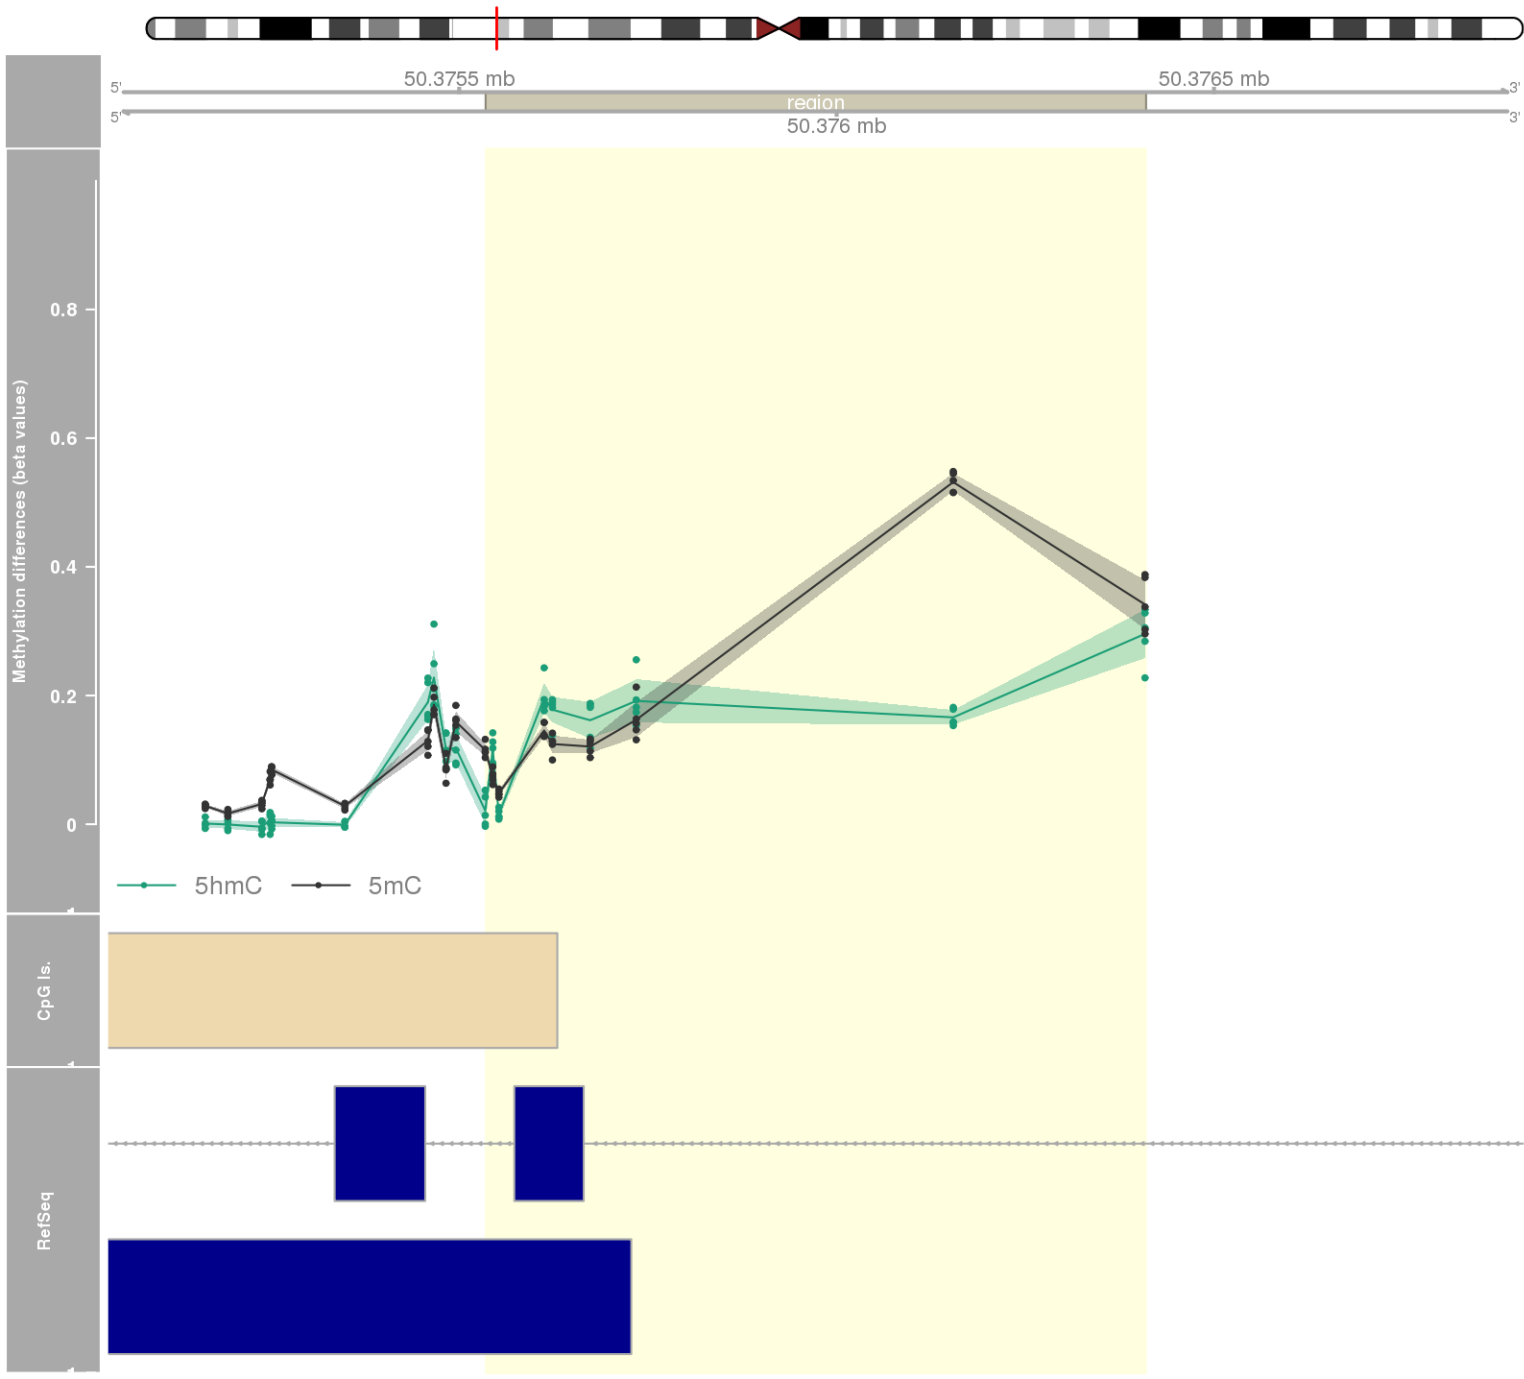 50.3755 mb
50.3765 mb
5'
3'
region
5'
3'
50.376 mb
Methylation differences (beta values)
0.8
0.6
0.4
0.2
0
5hmC
5mC
CpG Is.
RefSeq